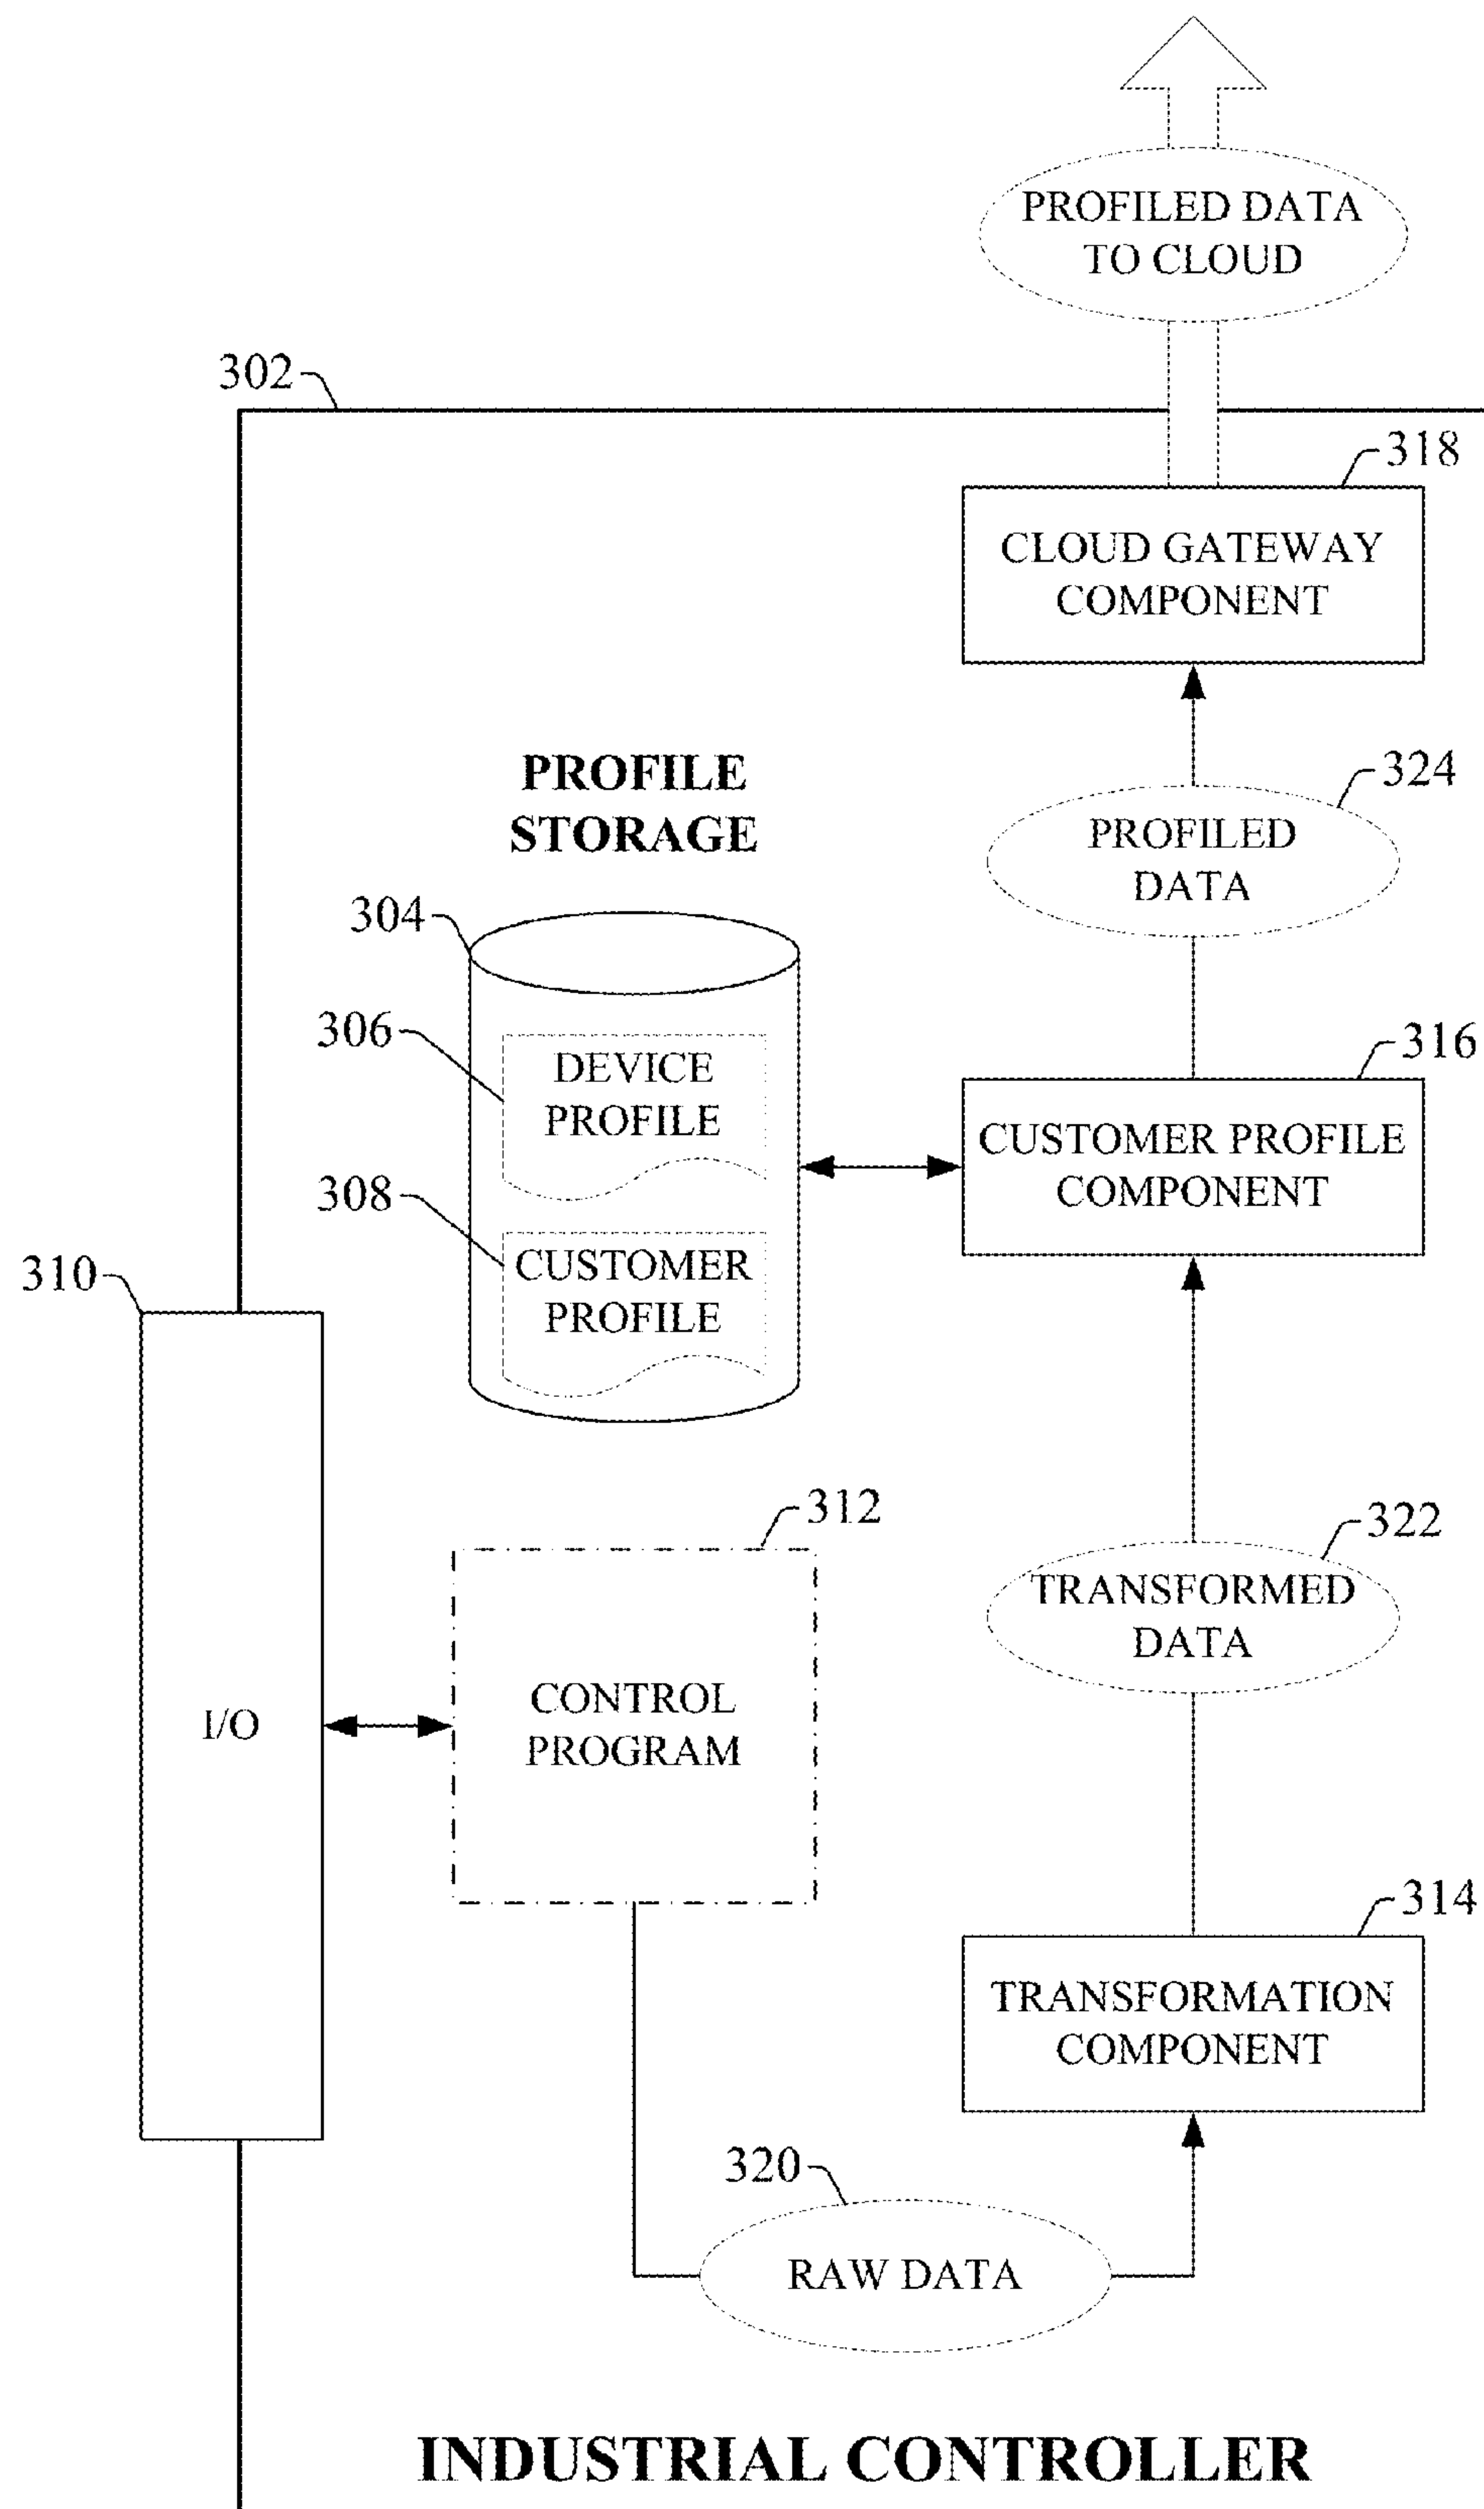 PROFILED DATA
TO CLOUD
302
318
CLOUD GATEWAY
COMPONENT
PROFILE
STORAGE
324
PROFILED
DATA
304
306
DEVICE
PROFILE
316
CUSTOMER PROFILE
COMPONENT
308
CUSTOMER
PROFILE
310
I/O
312
CONTROL
PROGRAM
322
TRANSFORMED
DATA
314
TRANSFORMATION
COMPONENT
320
RAW DATA
INDUSTRIAL CONTROLLER